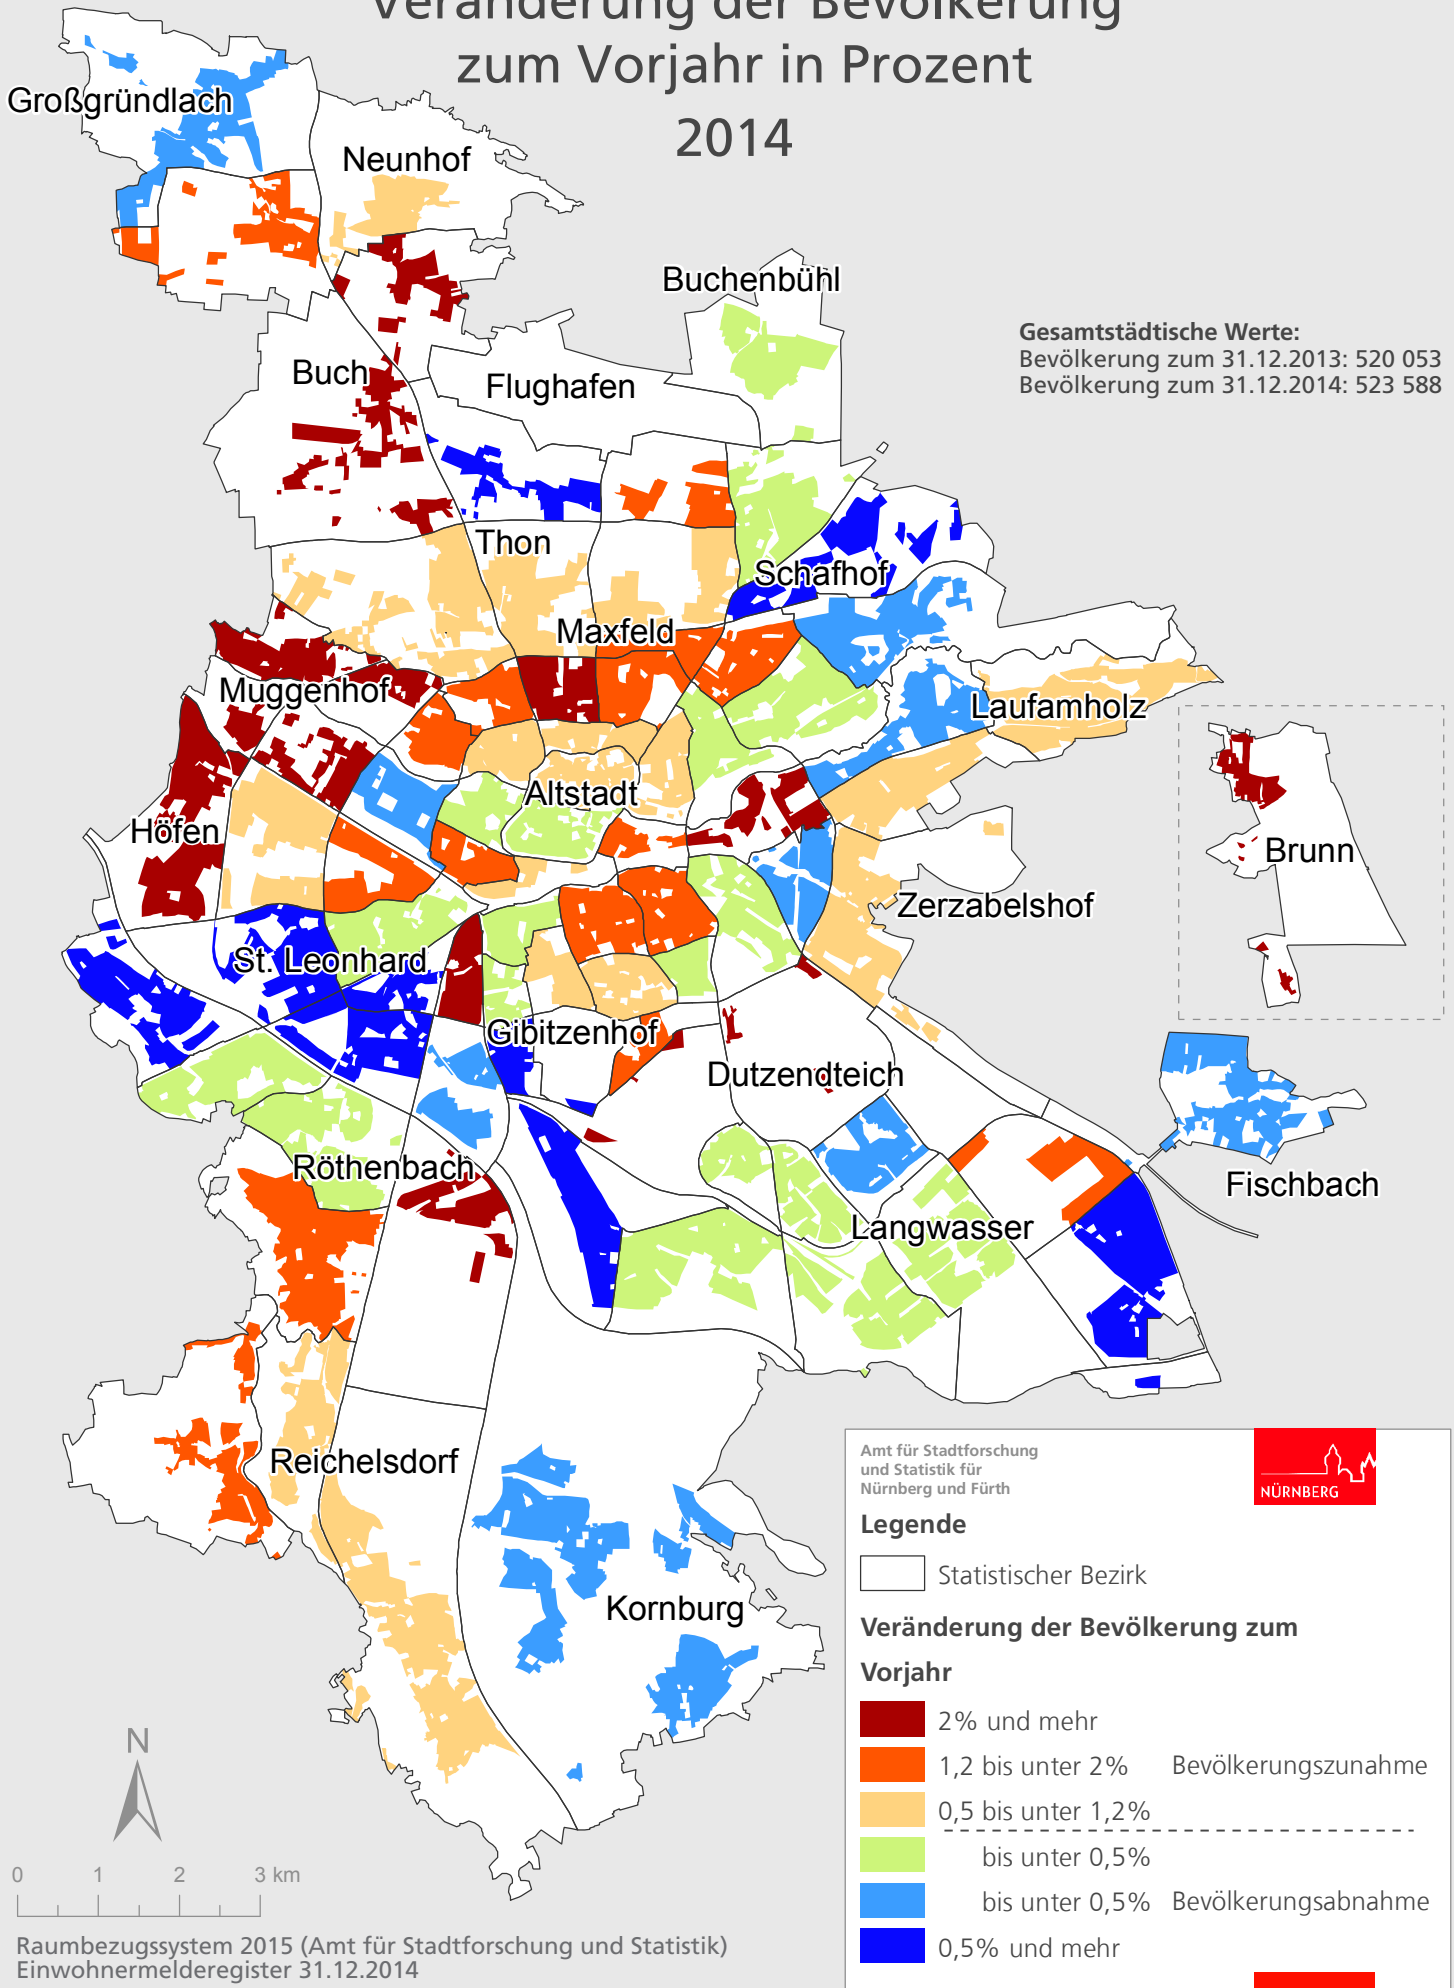 Veränderung der Bevölkerung
zum Vorjahr in Prozent
2014
Großgründlach
Neunhof
Buchenbühl
Gesamtstädtische Werte:
Bevölkerung zum 31.12.2013: 520 053
Bevölkerung zum 31.12.2014: 523 588
Buch
Flughafen
Thon
Schafhof
Maxfeld
Muggenhof
Laufamholz
Altstadt
Höfen
Brunn
Zerzabelshof
St. Leonhard
Gibitzenhof
Dutzendteich
Röthenbach
Fischbach
Langwasser
Reichelsdorf
Kornburg
Amt für Stadtforschung
und Statistik für
Nürnberg und Fürth
NÜRNBERG
Legende
Statistischer Bezirk
Veränderung der Bevölkerung zum
Vorjahr
2% und mehr
1,2 bis unter 2% Bevölkerungszunahme
0,5 bis unter 1,2%
bis unter 0,5%
bis unter 0,5% Bevölkerungsabnahme
0,5% und mehr
N
0 1 2 3 km
Raumbezugssystem 2015 (Amt für Stadtforschung und Statistik)
Einwohnermelderegister 31.12.2014